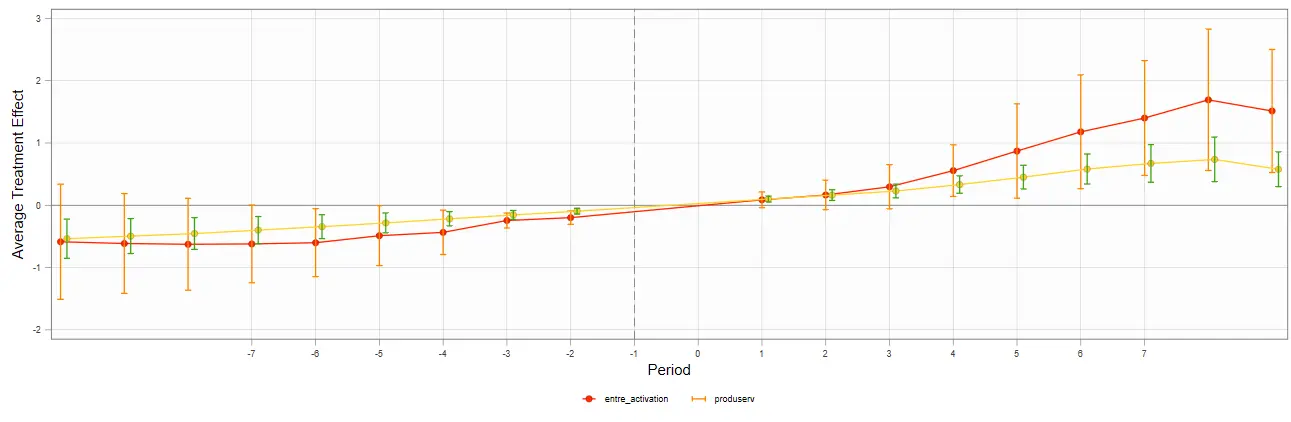 3
2
1
0
-1
-2
Average Treatment Effect
-7 -6 -5 -4 -3 -2 -1 0 1 2 3 4 5 6 7
Period
entre_activation produserv